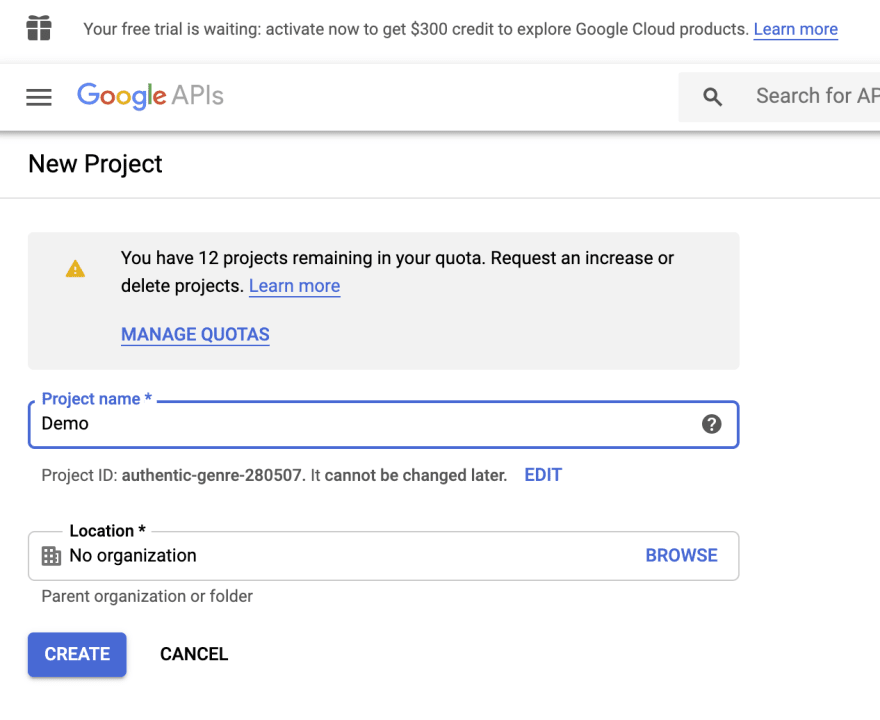 Your free trial is waiting: activate now to get $300 credit to explore Google Cloud products. Learn more
Google APIs
Search for AP
New Project
You have 12 projects remaining in your quota. Request an increase or
delete projects. Learn more
MANAGE QUOTAS
Project name *
Demo
Project ID: authentic-genre-280507. It cannot be changed later. EDIT
Location *
No organization BROWSE
Parent organization or folder
CREATE CANCEL